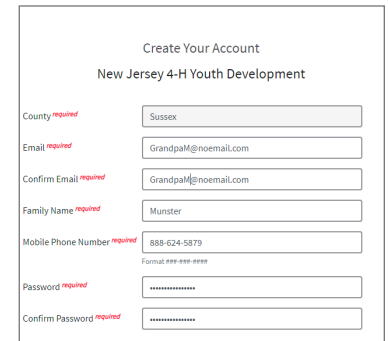 Create Your Account
New Jersey 4-H Youth Development
County required
Sussex
Email required
GrandpaM@noemail.com
Confirm Email required
GrandpaM@noemail.com
Family Name required
Munster
Mobile Phone Number required
888-624-5879
Format ###-###-####
Password required
••••••••••••••••
Confirm Password required
••••••••••••••••